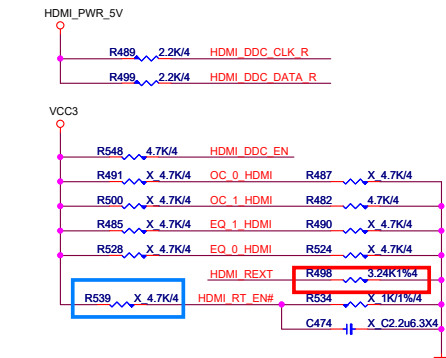 HDMI_PWR_5V
R489 2.2K/4 HDMI_DDC_CLK_R
R499 2.2K/4 HDMI_DDC_DATA_R
VCC3
R548 4.7K/4 HDMI_DDC_EN
R491 X_4.7K/4 OC_0_HDMI R487 X_4.7K/4
R500 X_4.7K/4 OC_1_HDMI R482 4.7K/4
R485 X_4.7K/4 EQ_1_HDMI R490 X_4.7K/4
R528 X_4.7K/4 EQ_0_HDMI R524 X_4.7K/4
HDMI_REXT R498 3.24K1%4
R539 X_4.7K/4 HDMI_RT_EN# R534 X_1K/1%/4
C474 X_C2.2u6.3X4